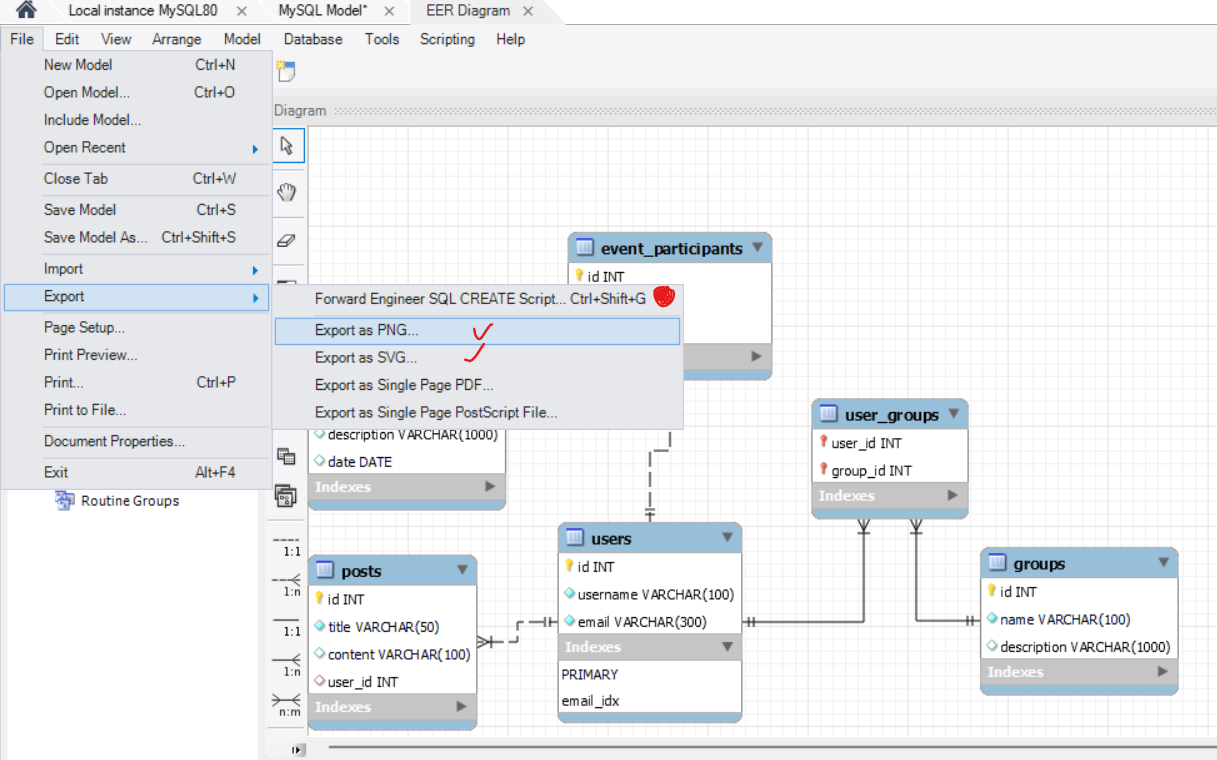 Local instance MySQL80 ✕ MySQL Model* ✕ EER Diagram ✕
File Edit View Arrange Model Database Tools Scripting Help
New Model Ctrl+N
Open Model... Ctrl+O
Include Model...
Open Recent
Close Tab Ctrl+W
Save Model Ctrl+S
Save Model As... Ctrl+Shift+S
Import
Export
Page Setup...
Print Preview...
Print... Ctrl+P
Print to File...
Document Properties...
Exit Alt+F4
Routine Groups
Forward Engineer SQL CREATE Script... Ctrl+Shift+G
Export as PNG...
Export as SVG...
Export as Single Page PDF...
Export as Single Page PostScript File...
Diagram
1:1
1:n
1:1
1:n
n:m
event_participants
id INT
description VARCHAR(1000)
date DATE
Indexes
user_groups
user_id INT
group_id INT
Indexes
posts
id INT
title VARCHAR(50)
content VARCHAR(100)
user_id INT
Indexes
users
id INT
username VARCHAR(100)
email VARCHAR(300)
Indexes
PRIMARY
email_idx
groups
id INT
name VARCHAR(100)
description VARCHAR(1000)
Indexes